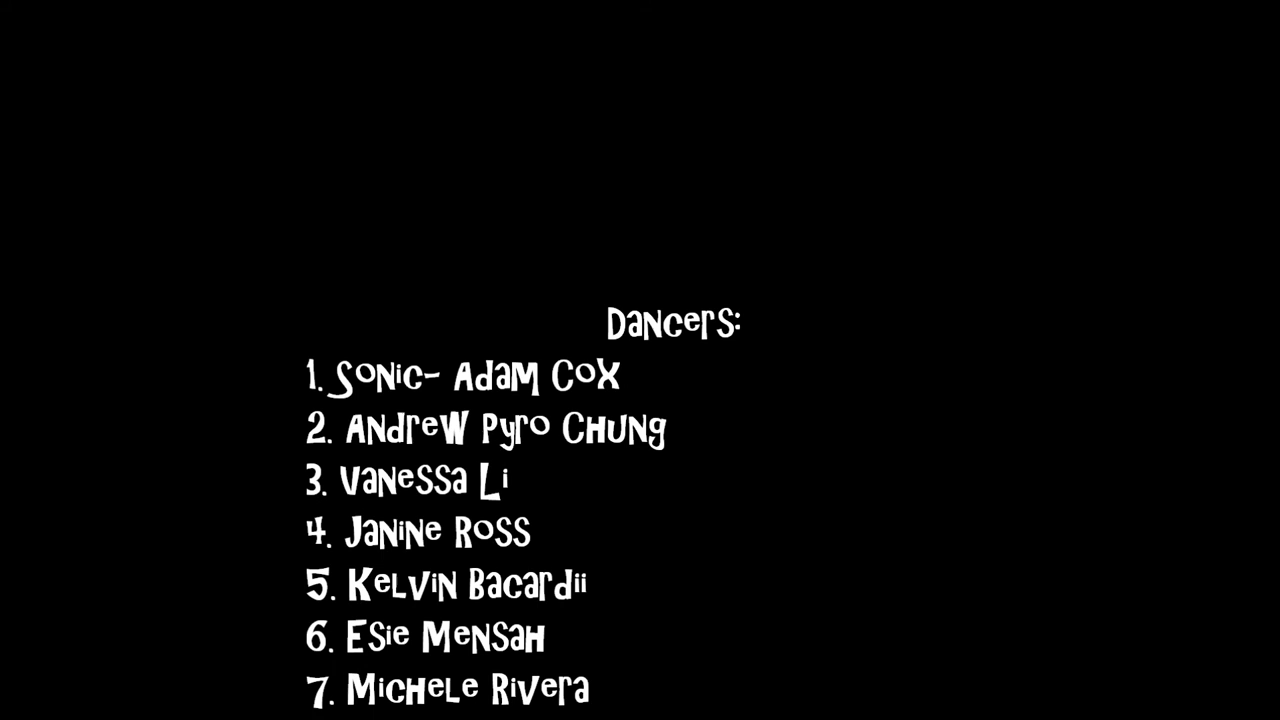 Dancers:
1. Sonic- Adam Cox
2. Andrew Pyro Chung
3. Vanessa Li
4. Janine Ross
5. Kelvin Bacardii
6. Esie Mensah
7. Michele Rivera